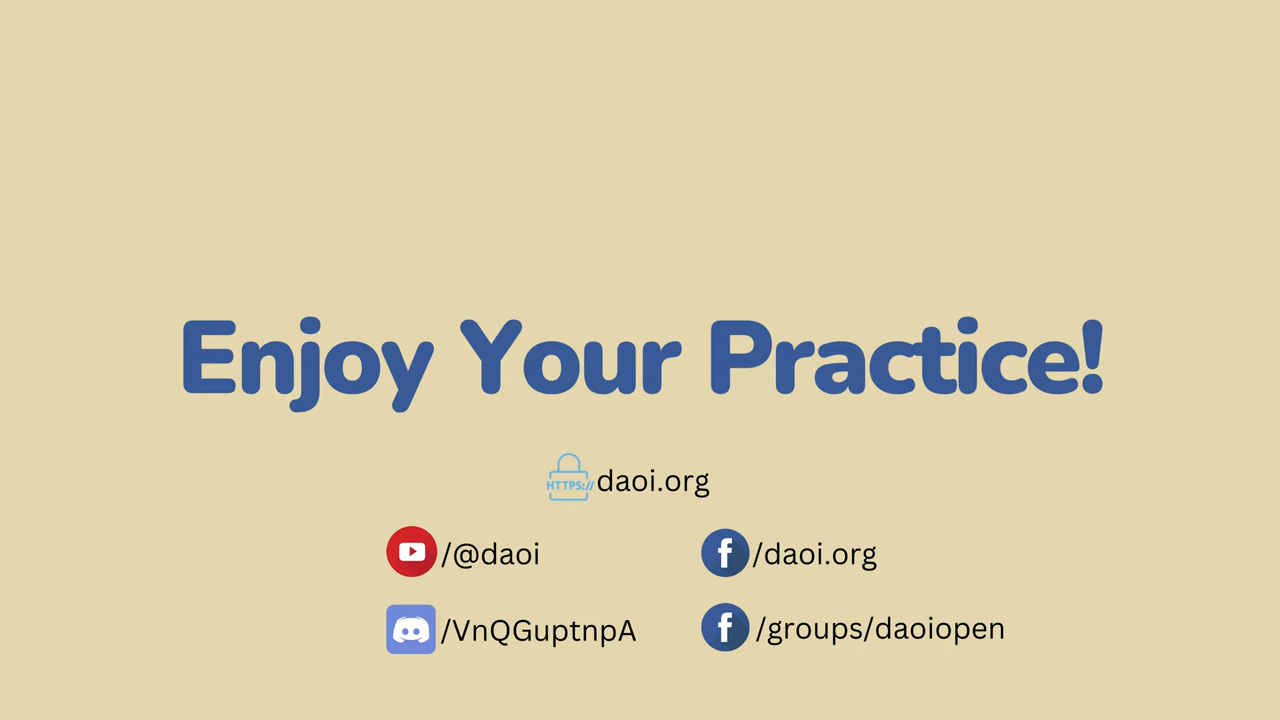 Enjoy Your Practice!
HTTPS:// daoi.org
/@daoi
/daoi.org
/VnQGuptnpA
/groups/daoiopen